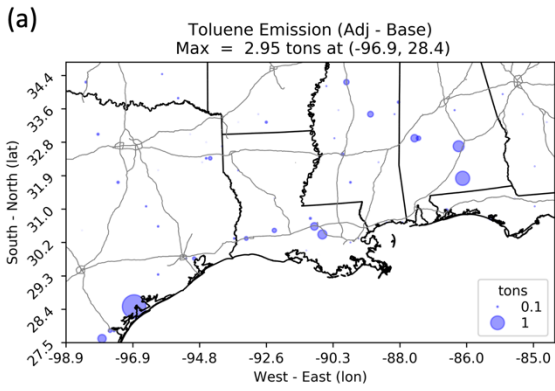 (a)
Toluene Emission (Adj - Base)
Max = 2.95 tons at (-96.9, 28.4)
South - North (lat)
34.4
33.6
32.8
31.9
31.0
30.2
29.3
28.4
27.5
-98.9 -96.9 -94.8 -92.6 -90.3 -88.0 -86.0 -85.0
West - East (lon)
tons
0.1
1